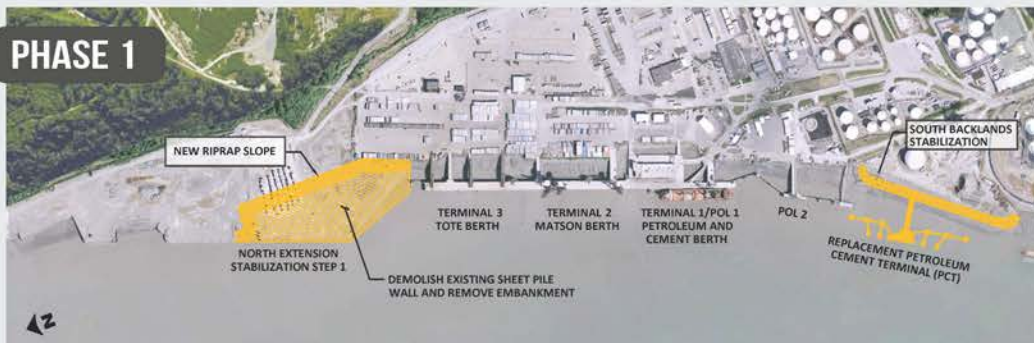 PHASE 1
NEW RIPRAP SLOPE
NORTH EXTENSION
STABILIZATION STEP 1
DEMOLISH EXISTING SHEET PILE
WALL AND REMOVE EMBANKMENT
TERMINAL 3
TOTE BERTH
TERMINAL 2
MATSON BERTH
TERMINAL 1/POL 1
PETROLEUM AND
CEMENT BERTH
POL 2
SOUTH BACKLANDS
STABILIZATION
REPLACEMENT PETROLEUM
CEMENT TERMINAL (PCT)
N